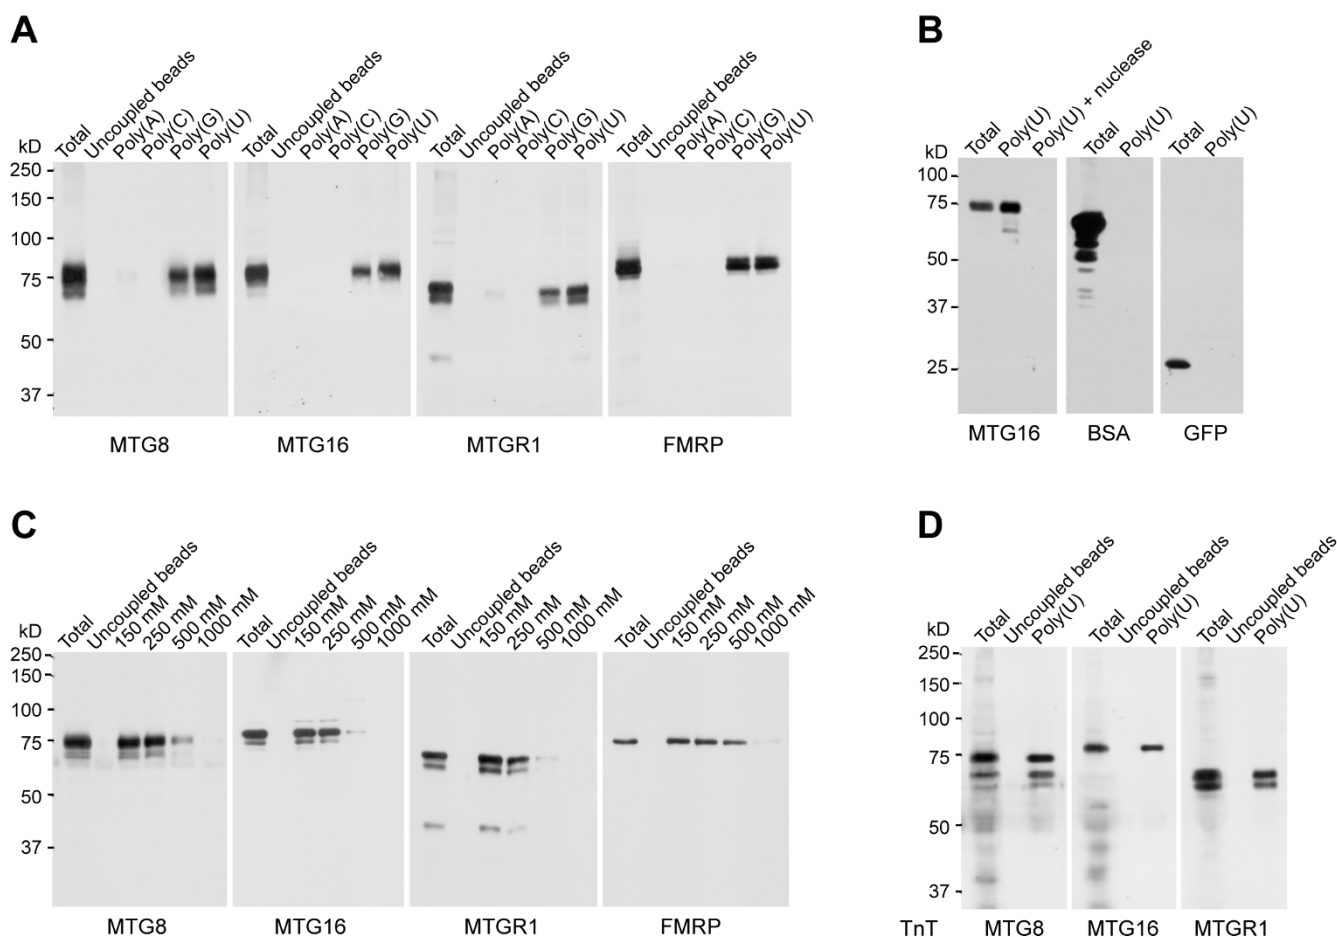 A
kD
Total
Uncoupled beads
Poly(A)
Poly(C)
Poly(G)
Poly(U)
Total
Uncoupled beads
Poly(A)
Poly(C)
Poly(G)
Poly(U)
Total
Uncoupled beads
Poly(A)
Poly(C)
Poly(G)
Poly(U)
Total
Uncoupled beads
Poly(A)
Poly(C)
Poly(G)
Poly(U)
250
150
100
75
50
37
MTG8 MTG16 MTGR1 FMRP
B
kD
Total
Poly(U)
Poly(U) + nuclease
Total
Poly(U)
Total
Poly(U)
100
75
50
37
25
MTG16 BSA GFP
C
kD
Total
Uncoupled beads
150 mM
250 mM
500 mM
1000 mM
Total
Uncoupled beads
150 mM
250 mM
500 mM
1000 mM
Total
Uncoupled beads
150 mM
250 mM
500 mM
1000 mM
Total
Uncoupled beads
150 mM
250 mM
500 mM
1000 mM
250
150
100
75
50
37
MTG8 MTG16 MTGR1 FMRP
D
kD
Total
Uncoupled beads
Poly(U)
Total
Uncoupled beads
Poly(U)
Total
Uncoupled beads
Poly(U)
250
150
100
75
50
37
TnT MTG8 MTG16 MTGR1